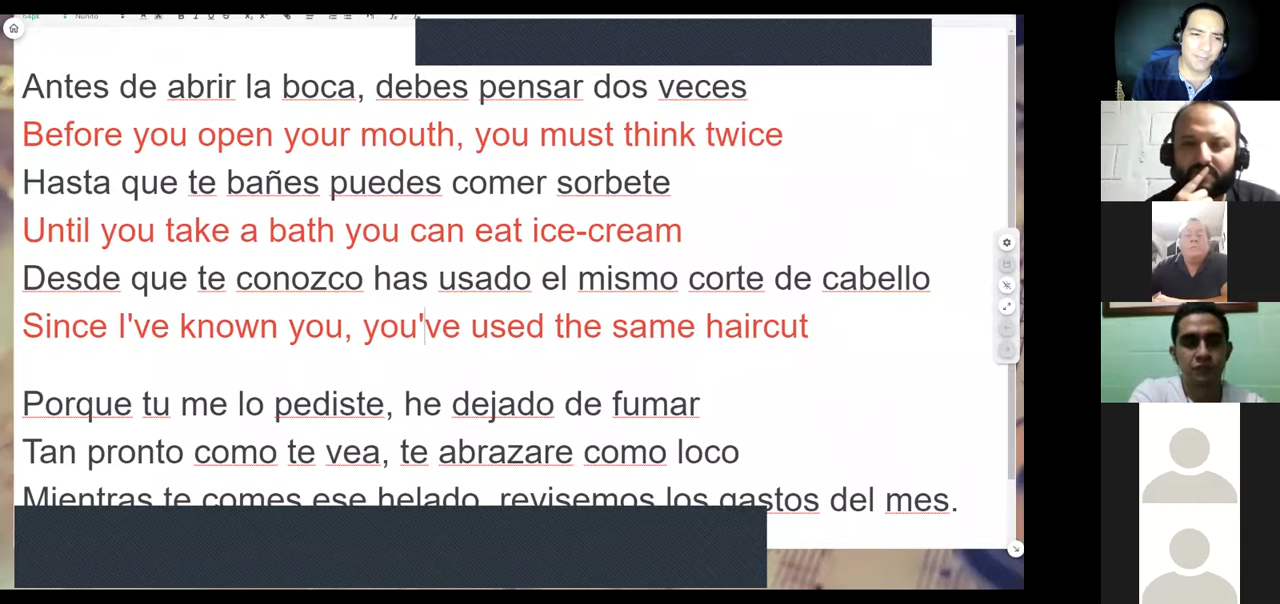 Nunito
Antes de abrir la boca, debes pensar dos veces
Before you open your mouth, you must think twice
Hasta que te bañes puedes comer sorbete
Until you take a bath you can eat ice-cream
Desde que te conozco has usado el mismo corte de cabello
Since I've known you, you've used the same haircut
Porque tu me lo pediste, he dejado de fumar
Tan pronto como te vea, te abrazare como loco
Mientras te comes ese helado, revisemos los gastos del mes.